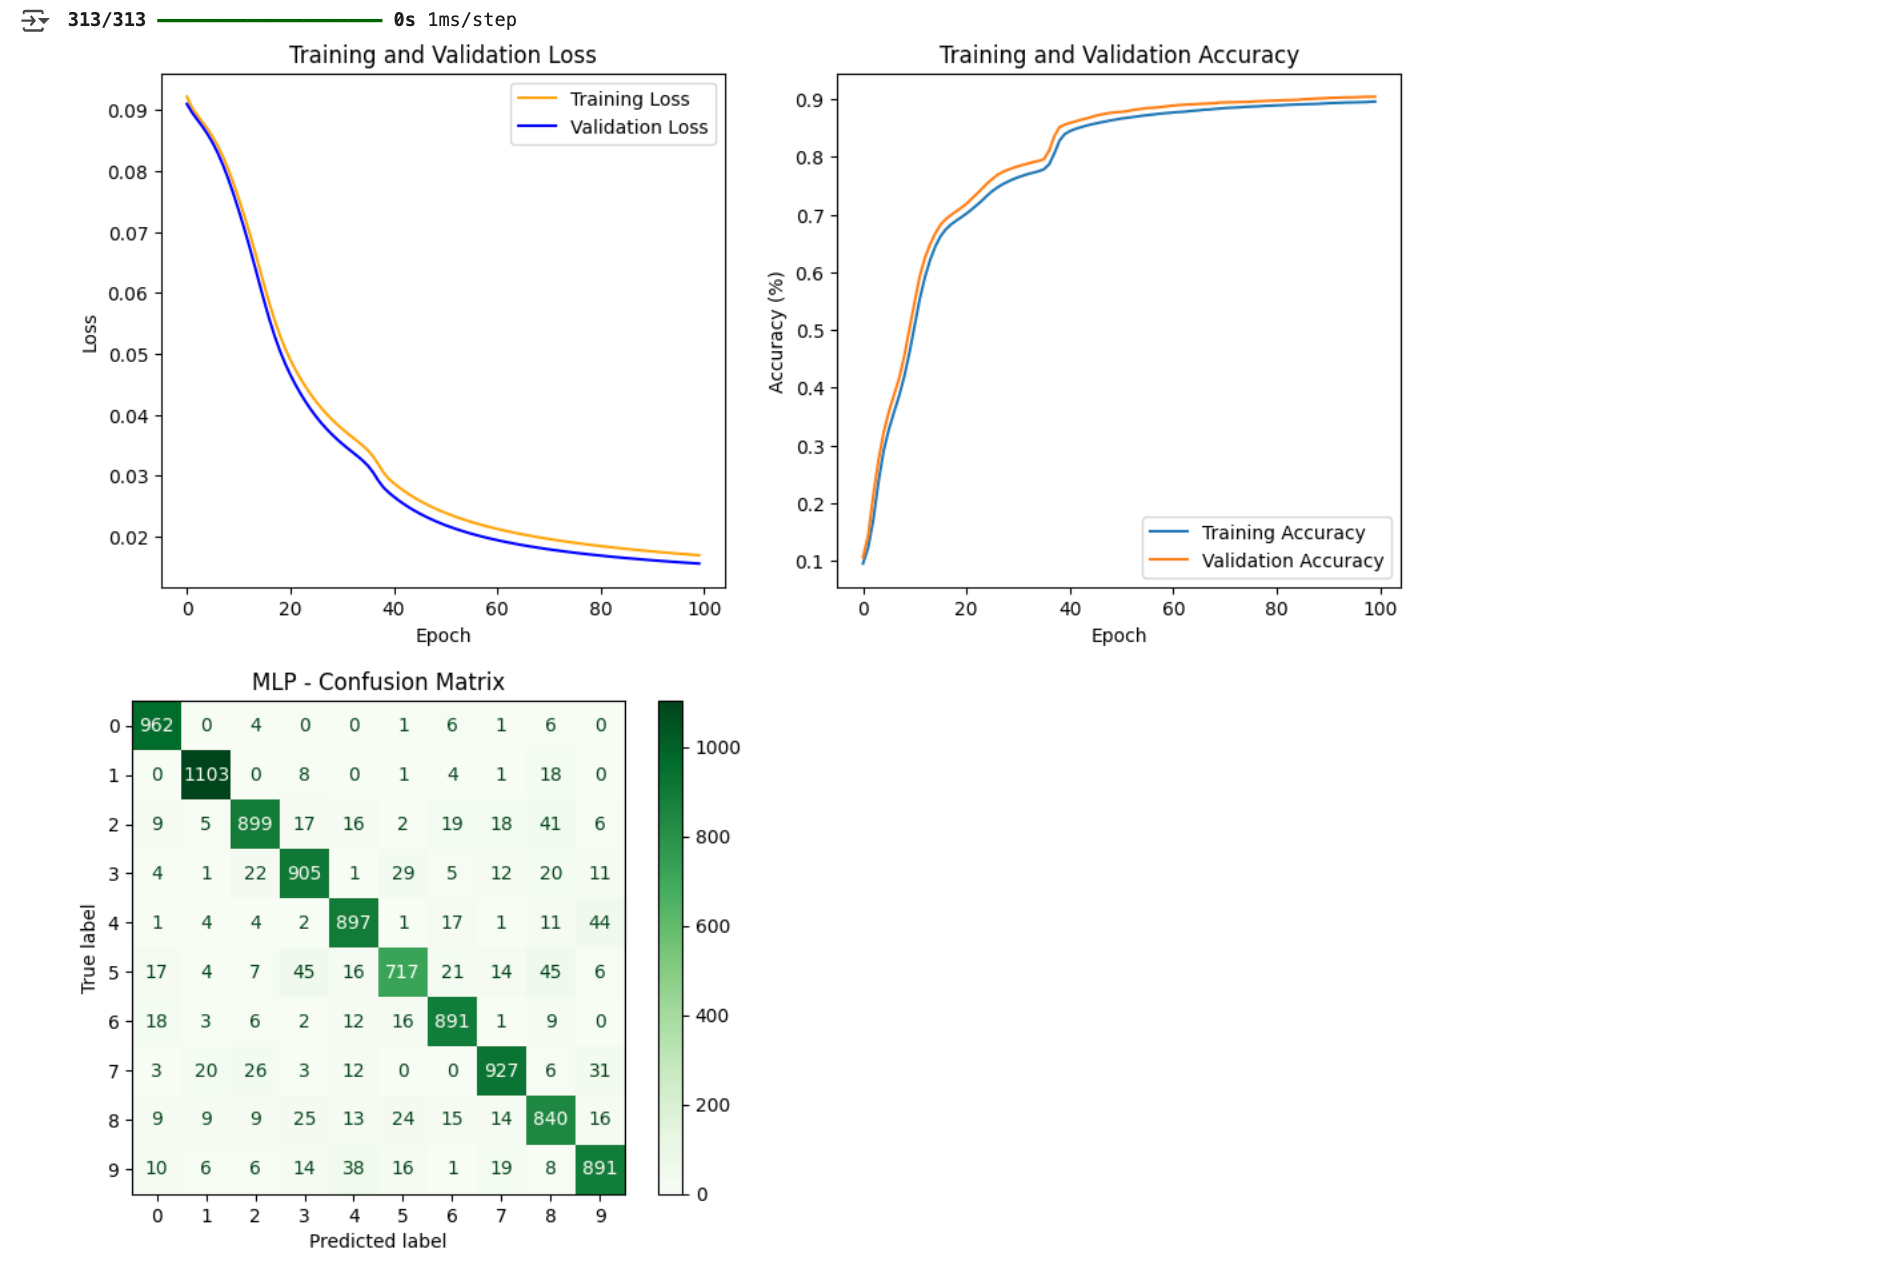 313/313 ━━━━━━━━━━━━━━━━━━━━ 0s 1ms/step
Training and Validation Loss
Training Loss
Validation Loss
0.09
0.08
0.07
0.06
0.05
0.04
0.03
0.02
Loss
0 20 40 60 80 100
Epoch
Training and Validation Accuracy
0.9
0.8
0.7
0.6
0.5
0.4
0.3
0.2
0.1
Accuracy (%)
Training Accuracy
Validation Accuracy
0 20 40 60 80 100
Epoch
MLP - Confusion Matrix
True label
0 962 0 4 0 0 1 6 1 6 0
1 0 1103 0 8 0 1 4 1 18 0
2 9 5 899 17 16 2 19 18 41 6
3 4 1 22 905 1 29 5 12 20 11
4 1 4 4 2 897 1 17 1 11 44
5 17 4 7 45 16 717 21 14 45 6
6 18 3 6 2 12 16 891 1 9 0
7 3 20 26 3 12 0 0 927 6 31
8 9 9 9 25 13 24 15 14 840 16
9 10 6 6 14 38 16 1 19 8 891
0 1 2 3 4 5 6 7 8 9
Predicted label
1000
800
600
400
200
0